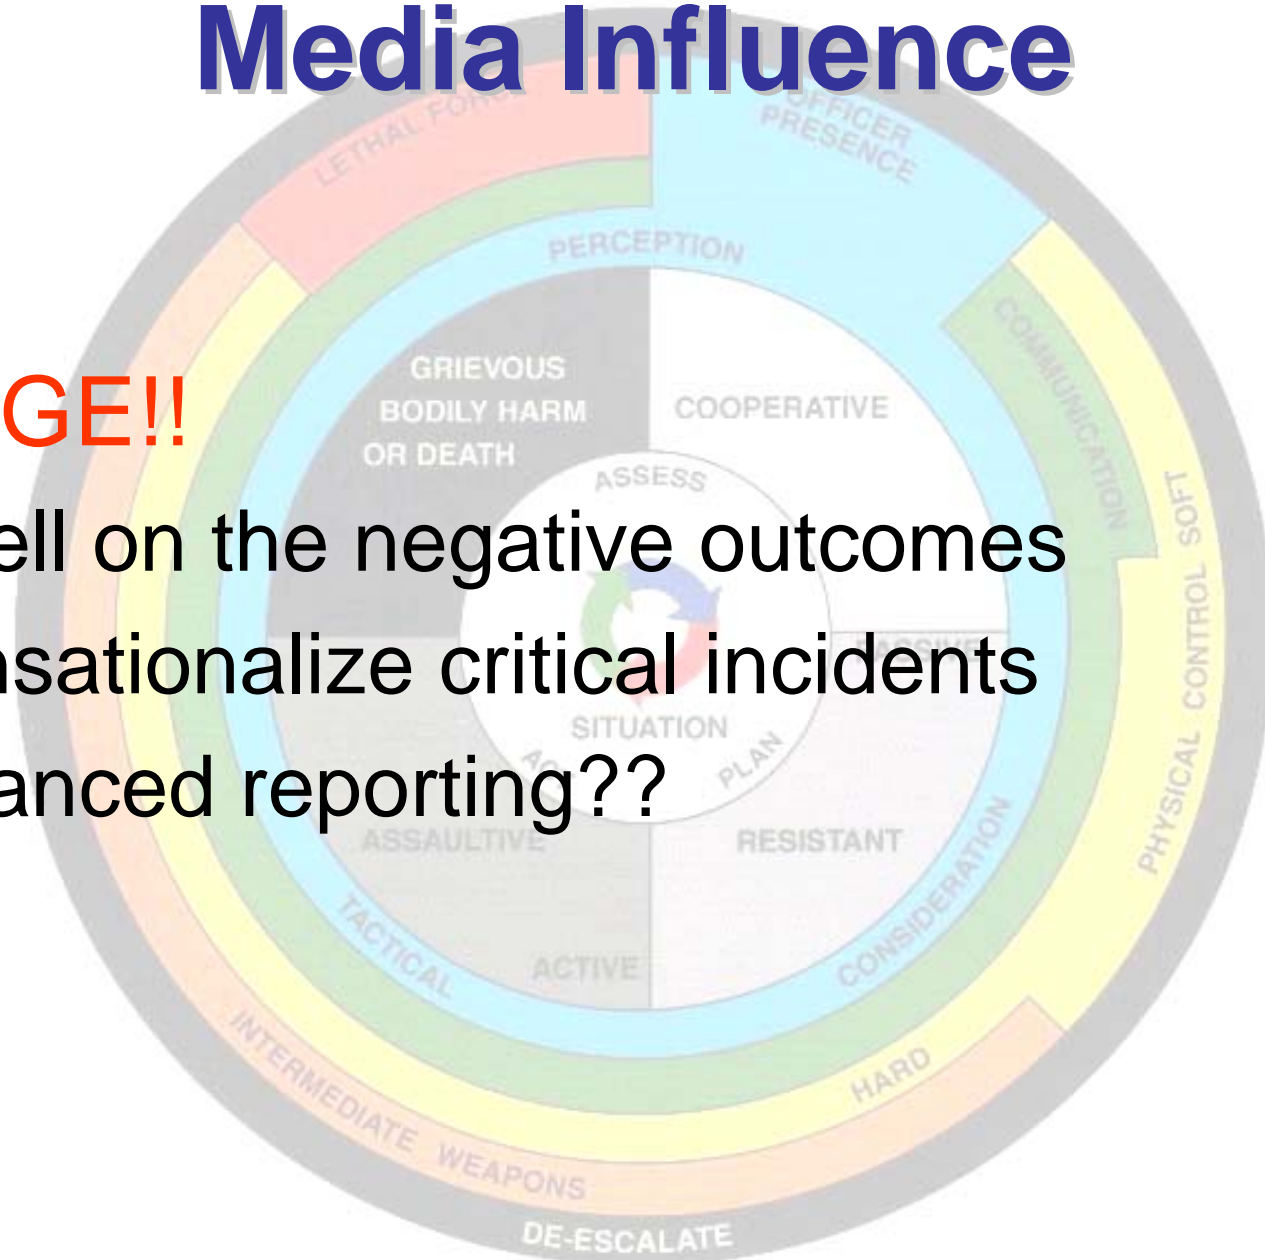 Media Influence
GE!!
ell on the negative outcomes
nsationalize critical incidents
anced reporting??
LETHAL FORCE
OFFICER
PRESENCE
PERCEPTION
COMMUNICATION
PHYSICAL CONTROL SOFT
GRIEVOUS
BODILY HARM
OR DEATH
COOPERATIVE
ASSESS
PASSIVE
SITUATION
ACT
PLAN
ASSAULTIVE
RESISTANT
ACTIVE
TACTICAL
CONSIDERATION
HARD
INTERMEDIATE WEAPONS
DE-ESCALATE